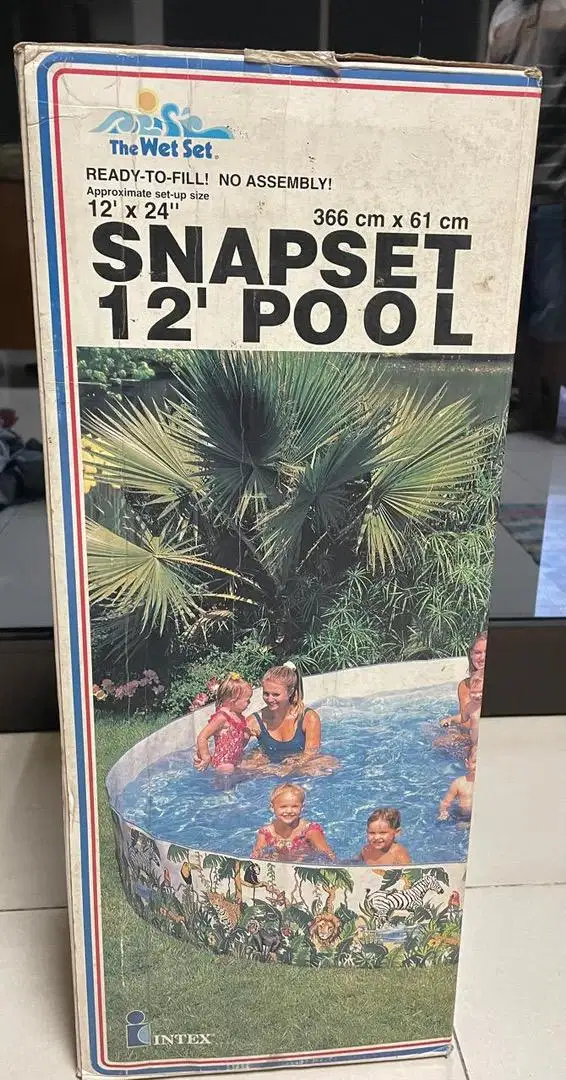 The Wet Set®
READY-TO-FILL! NO ASSEMBLY!
Approximate set-up size
12' x 24" 366 cm x 61 cm
SNAPSET
12' POOL
INTEX